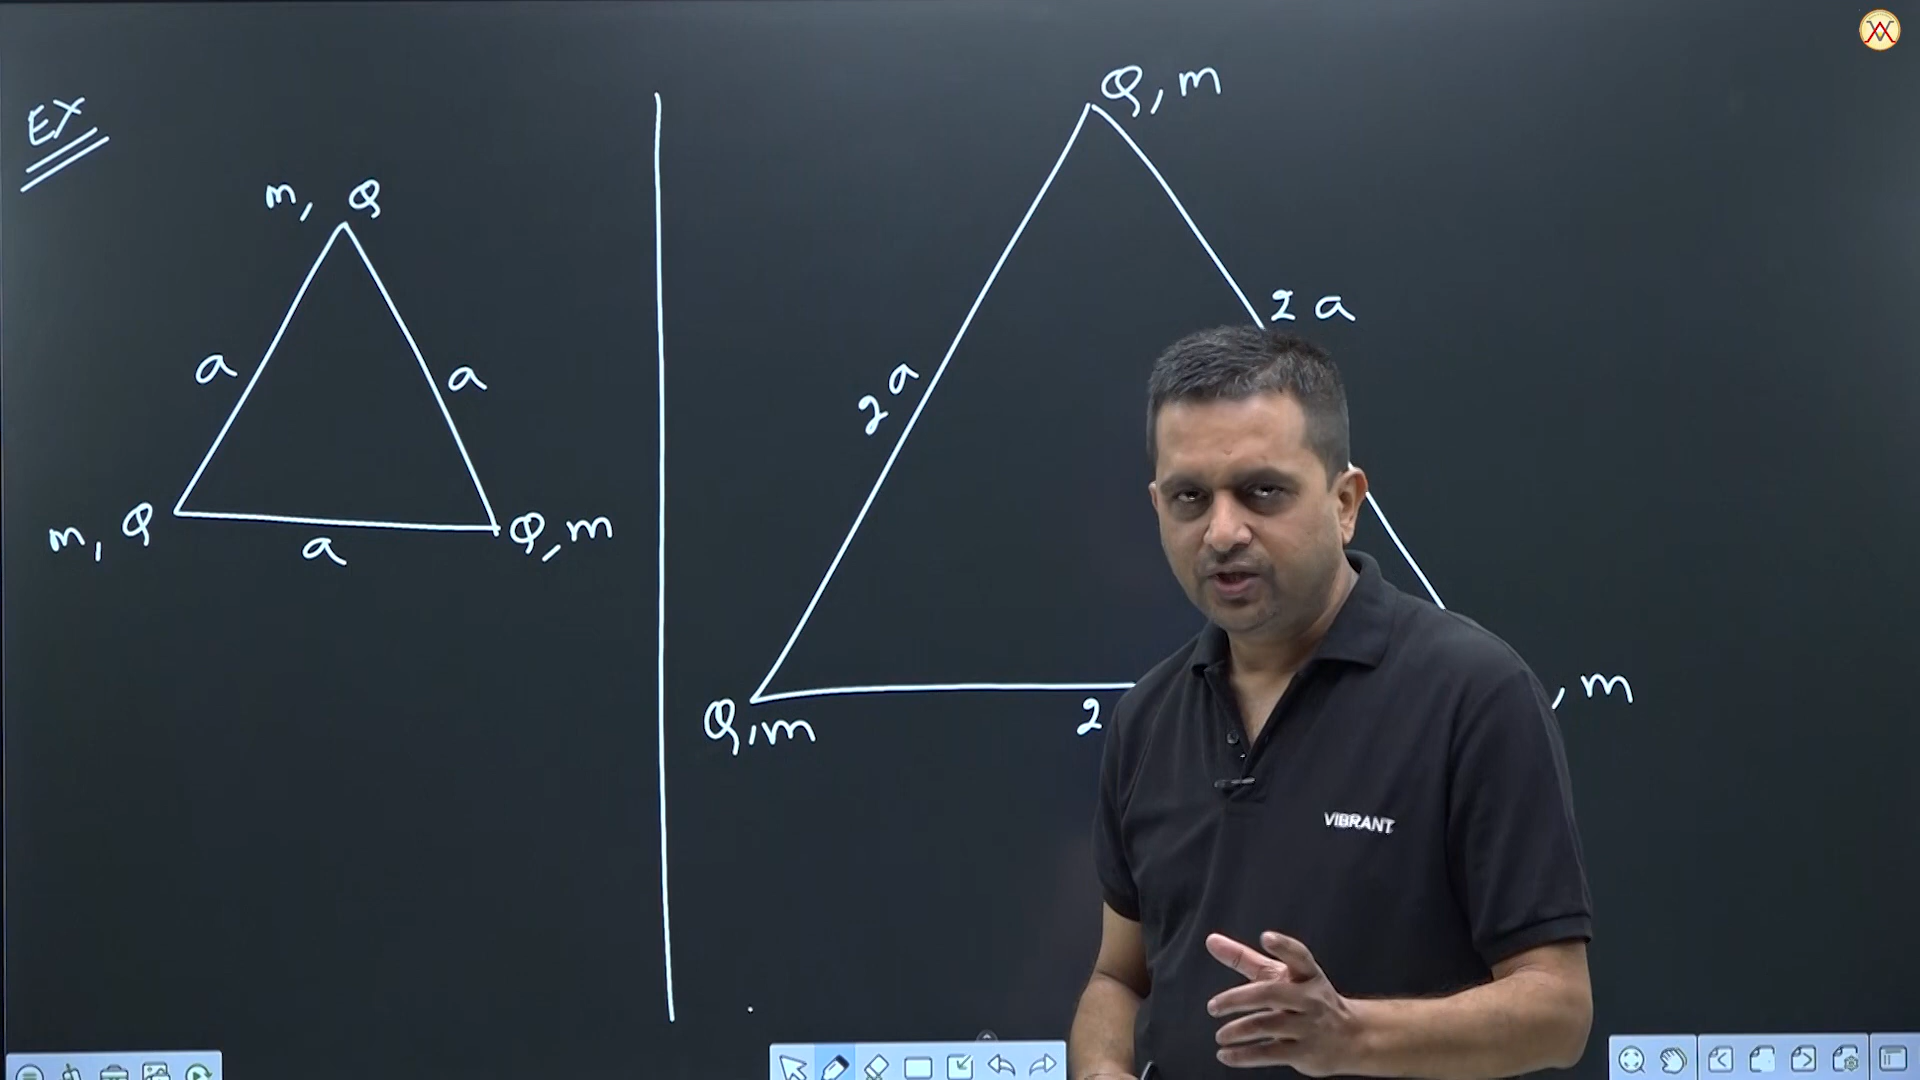 EX
m, Q
a
a
m, Q
a
Q, m
Q, m
2a
2a
Q, m
2
, m
VIBRANT